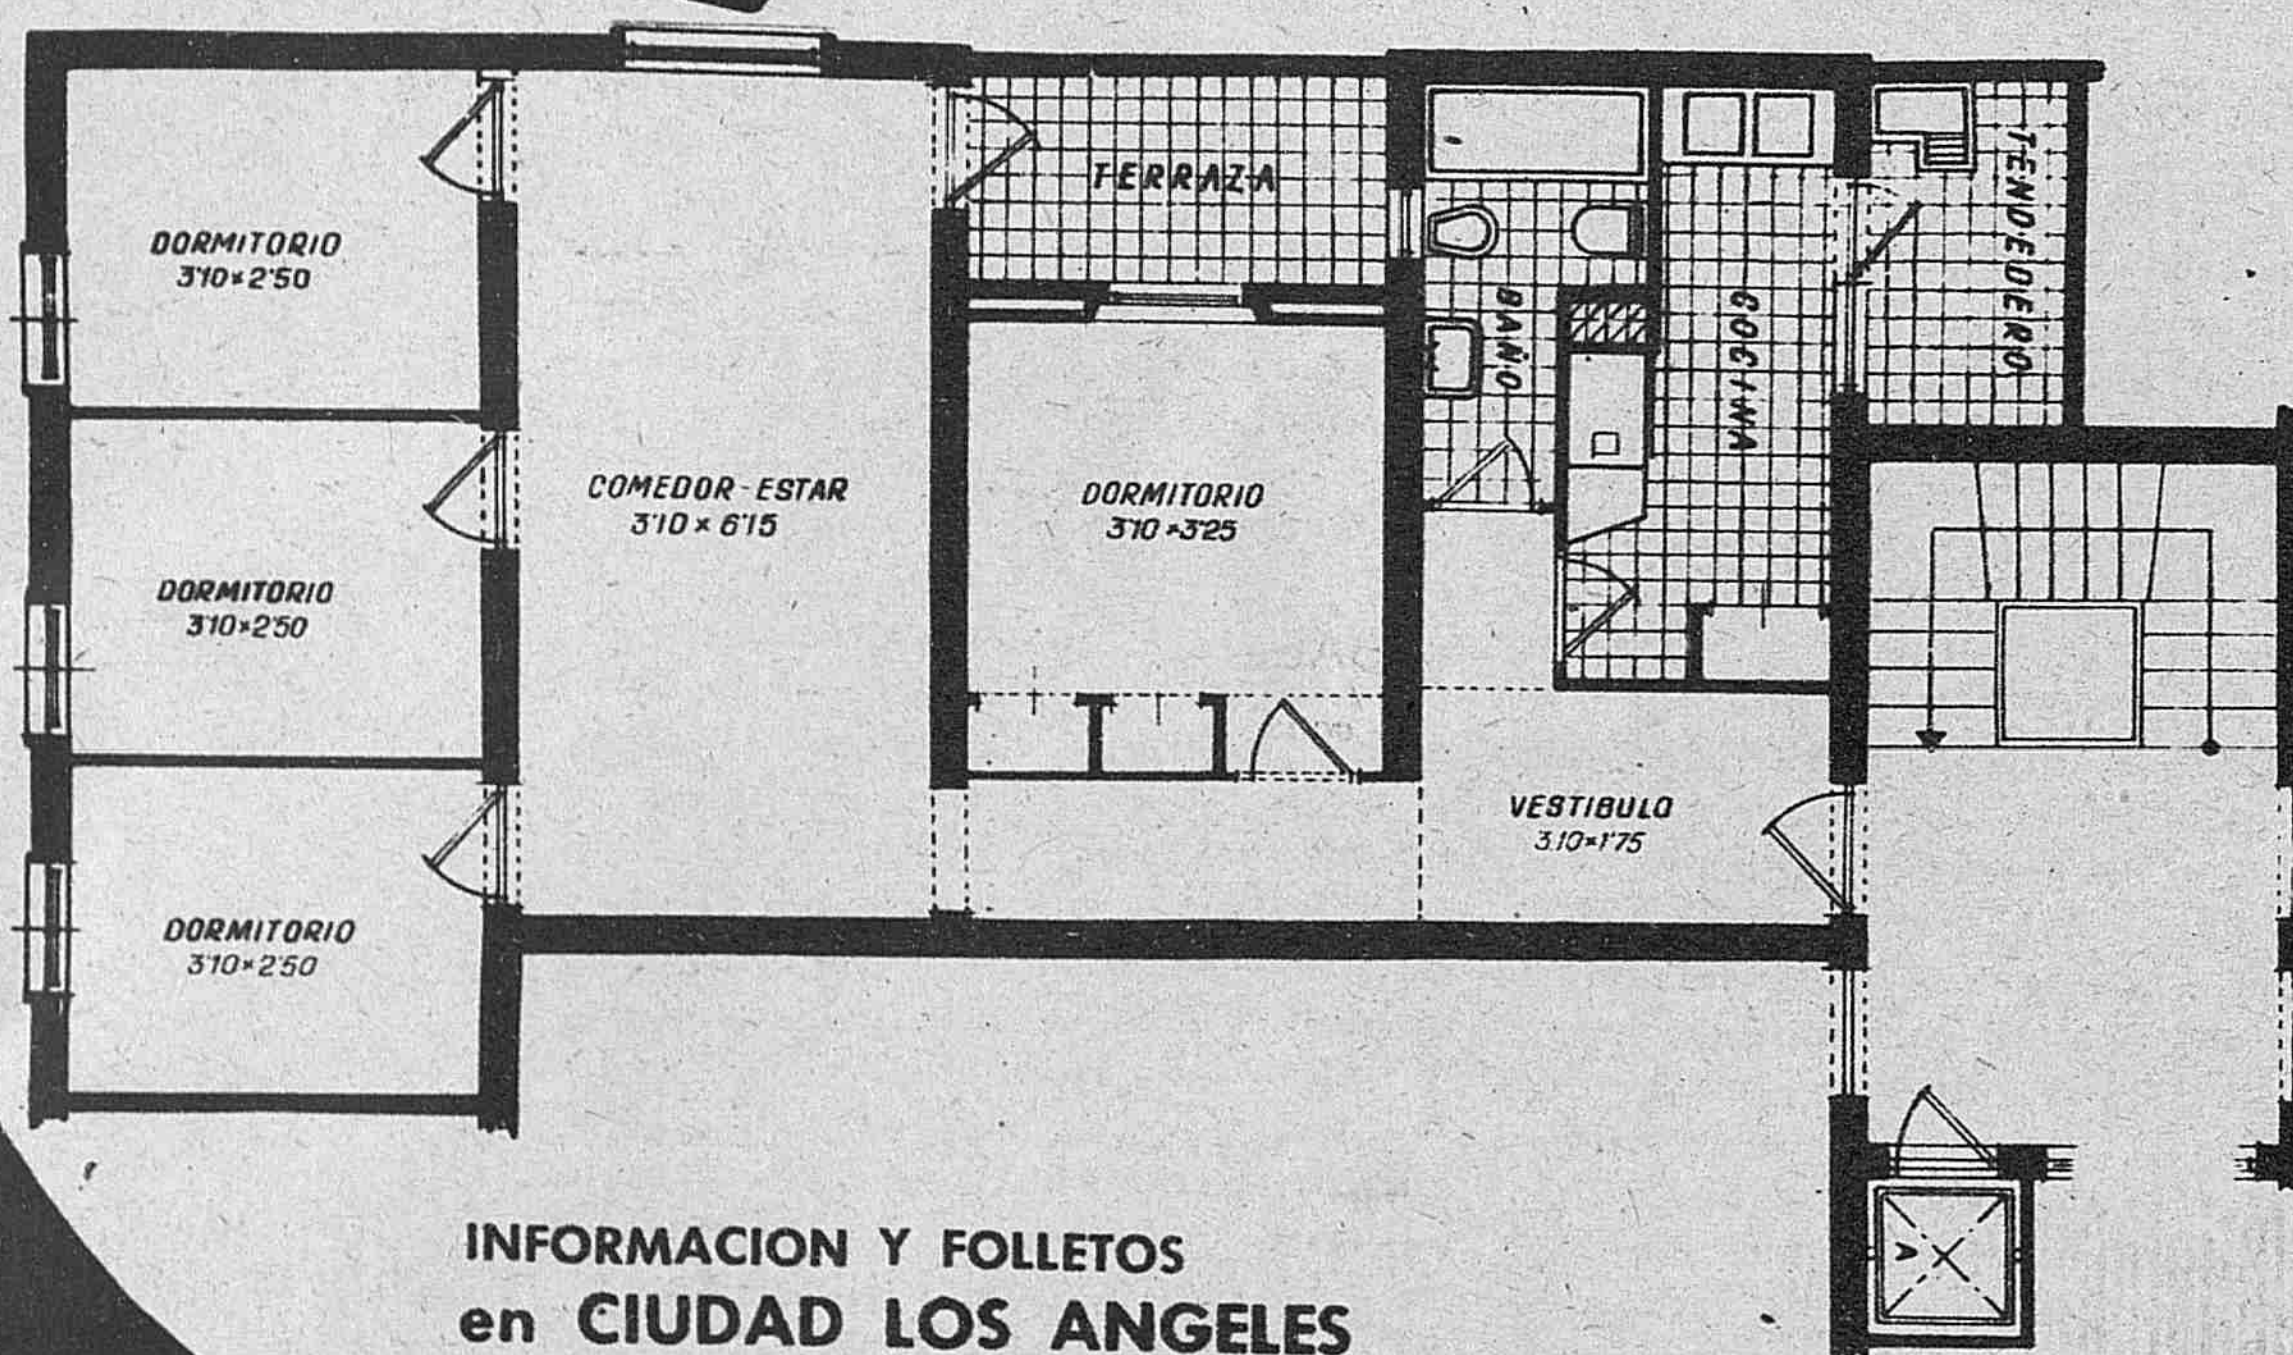 TERRAZA
TENDEDERO
DORMITORIO
3'10×2'50
BAÑO
COCINA
COMEDOR-ESTAR
3'10 × 6'15
DORMITORIO
3'10×3'25
DORMITORIO
3'10×2'50
VESTIBULO
3.10×1'75
DORMITORIO
3'10×2'50
A
INFORMACION Y FOLLETOS
en CIUDAD LOS ANGELES